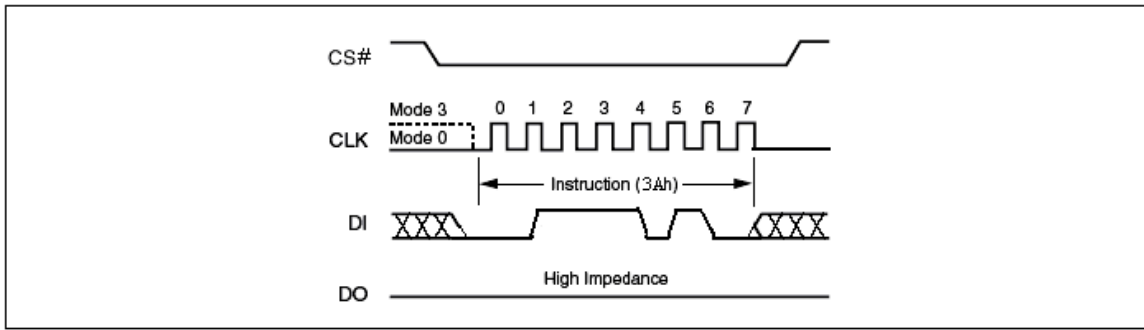 CS#
Mode 3 0 1 2 3 4 5 6 7
CLK Mode 0
Instruction (3Ah)
DI
High Impedance
DO